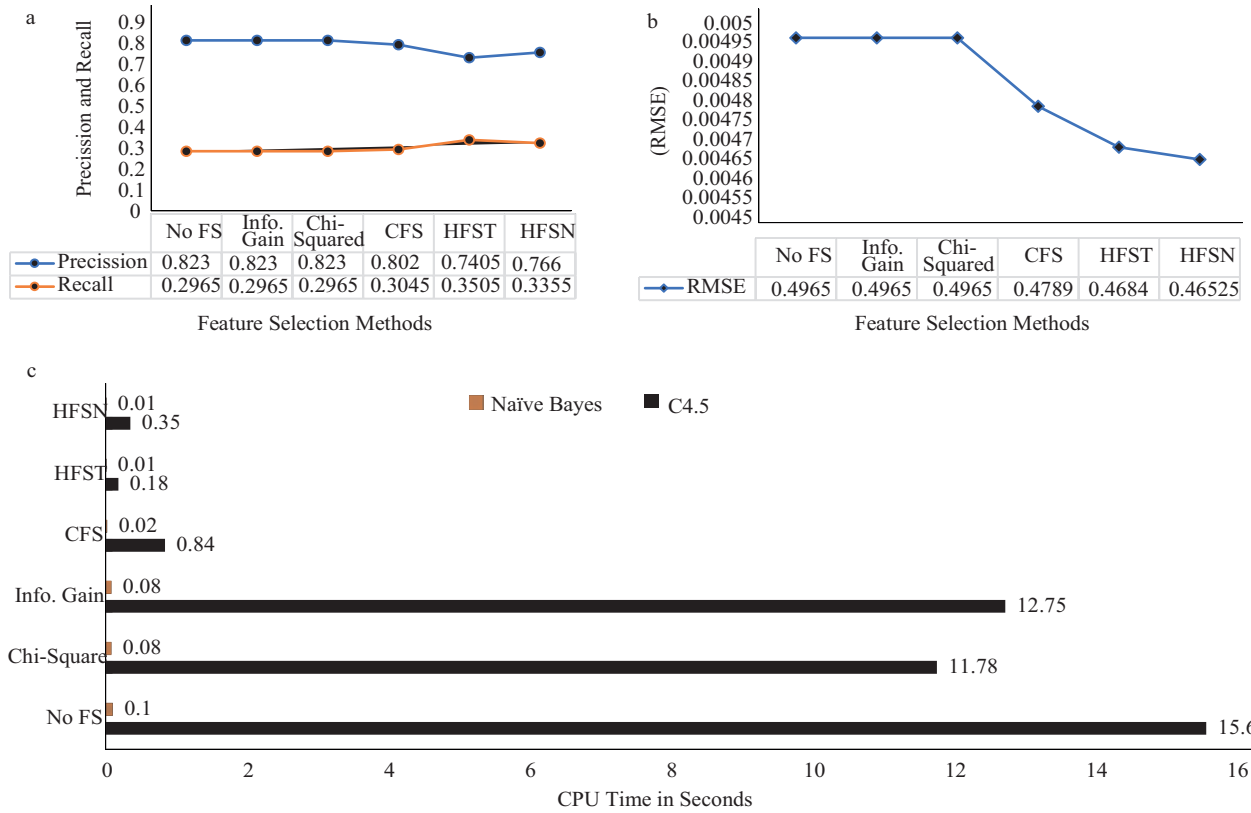 a
Precission and Recall
0.9
0.8
0.7
0.6
0.5
0.4
0.3
0.2
0.1
0
No FS Info. Gain Chi-Squared CFS HFST HFSN
Precission 0.823 0.823 0.823 0.802 0.7405 0.766
Recall 0.2965 0.2965 0.2965 0.3045 0.3505 0.3355
Feature Selection Methods
b
(RMSE)
0.005
0.00495
0.0049
0.00485
0.0048
0.00475
0.0047
0.00465
0.0046
0.00455
0.0045
No FS Info. Gain Chi-Squared CFS HFST HFSN
RMSE 0.4965 0.4965 0.4965 0.4789 0.4684 0.46525
Feature Selection Methods
c
Naïve Bayes C4.5
HFSN 0.01
0.35
HFST 0.01
0.18
CFS 0.02
0.84
Info. Gain 0.08
12.75
Chi-Square 0.08
11.78
No FS 0.1
15.6
0 2 4 6 8 10 12 14 16
CPU Time in Seconds